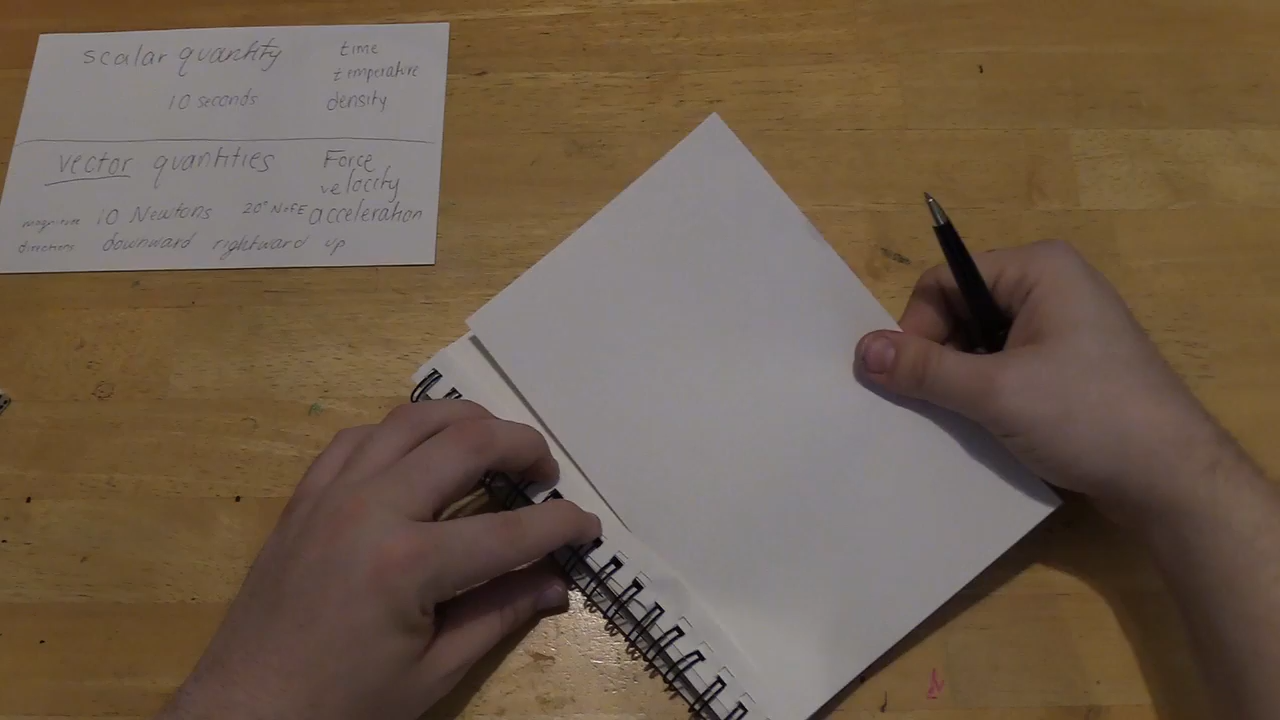 scalar quantity
time
temperature
10 seconds
density
vector quantities
Force
velocity
magnitude 10 Newtons 20° N of E acceleration
directions downward rightward up